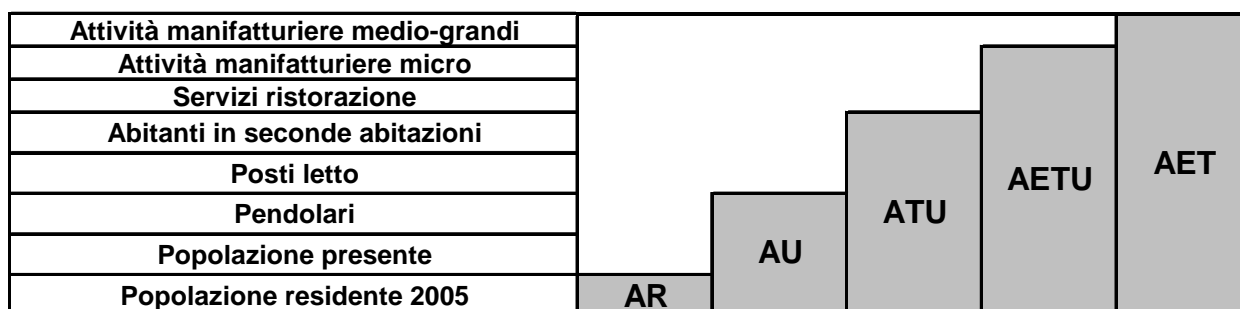 Attività manifatturiere medio-grandi
Attività manifatturiere micro
Servizi ristorazione
Abitanti in seconde abitazioni
Posti letto
Pendolari
Popolazione presente
Popolazione residente 2005
AR
AU
ATU
AETU
AET